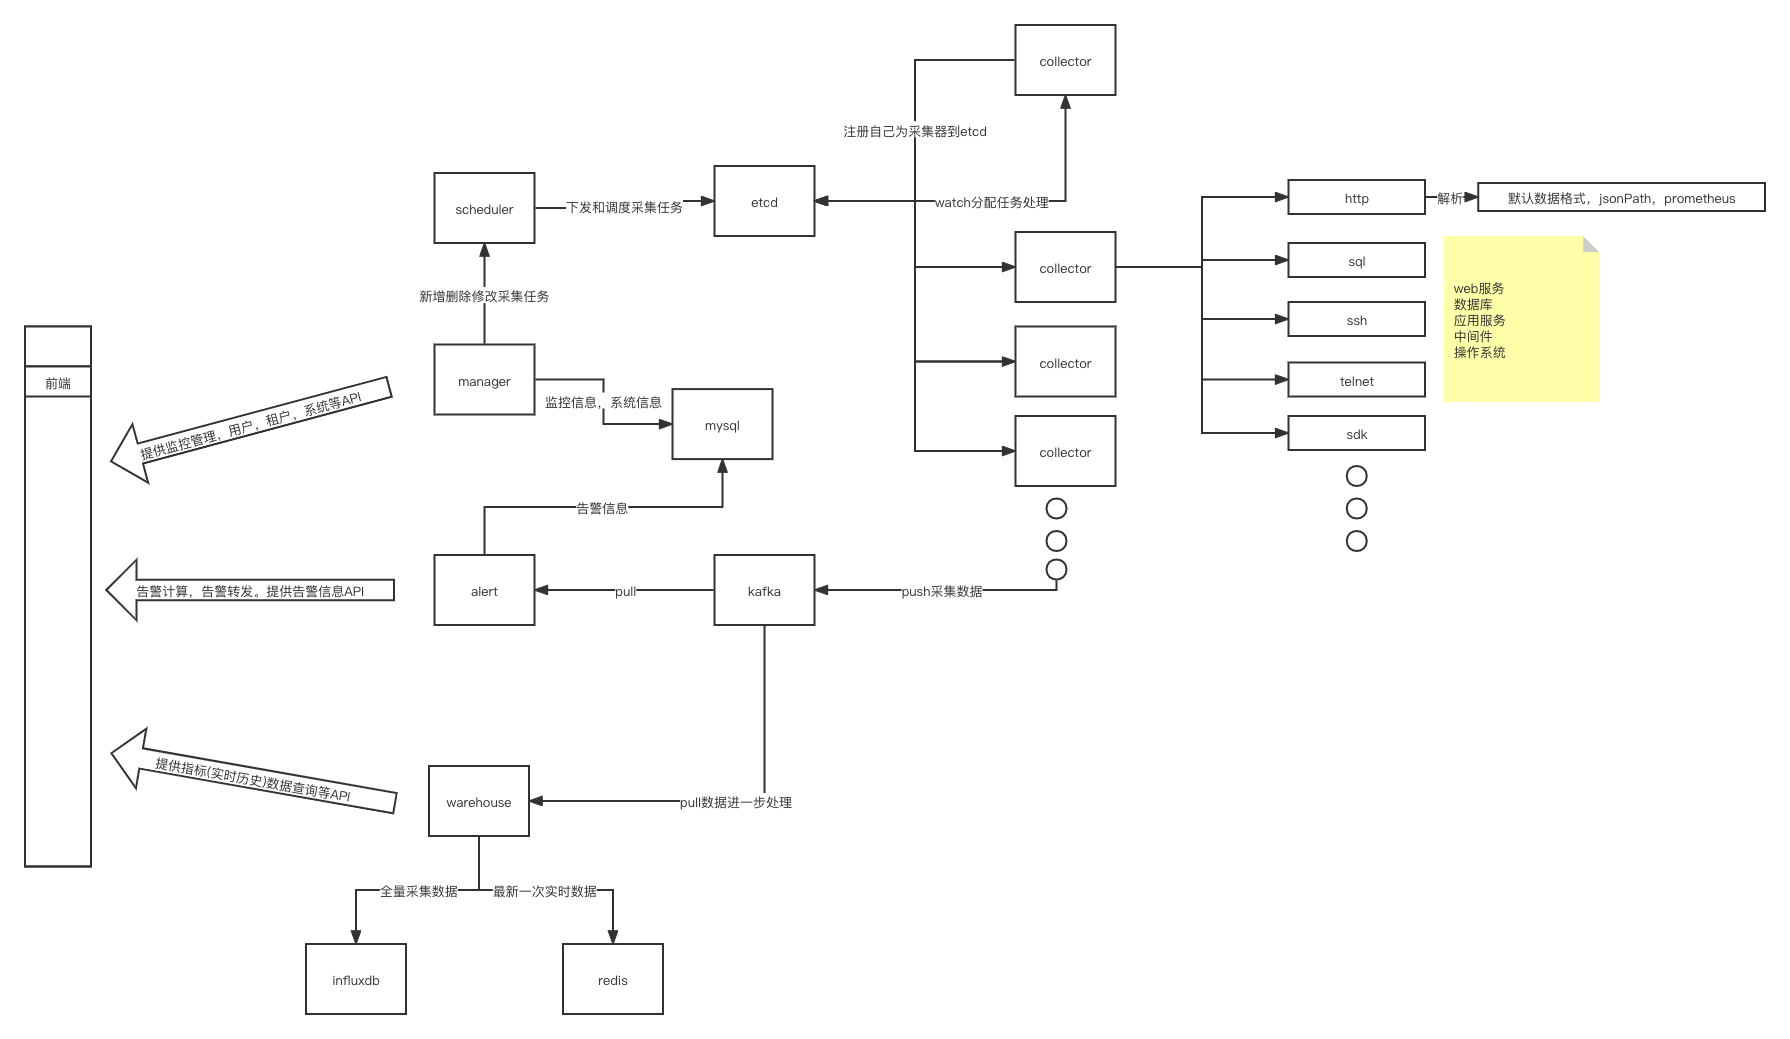 collector
注册自己为采集器到etcd
scheduler
下发和调度采集任务
etcd
watch分配任务处理
http
解析
默认数据格式，jsonPath，prometheus
collector
sql
新增删除修改采集任务
web服务
数据库
应用服务
中间件
操作系统
ssh
collector
telnet
前端
manager
监控信息，系统信息
提供监控管理，用户，租户，系统等API
mysql
collector
sdk
告警信息
告警计算，告警转发。提供告警信息API
alert
pull
kafka
push采集数据
提供指标(实时历史)数据查询等API
warehouse
pull数据进一步处理
全量采集数据
最新一次实时数据
influxdb
redis